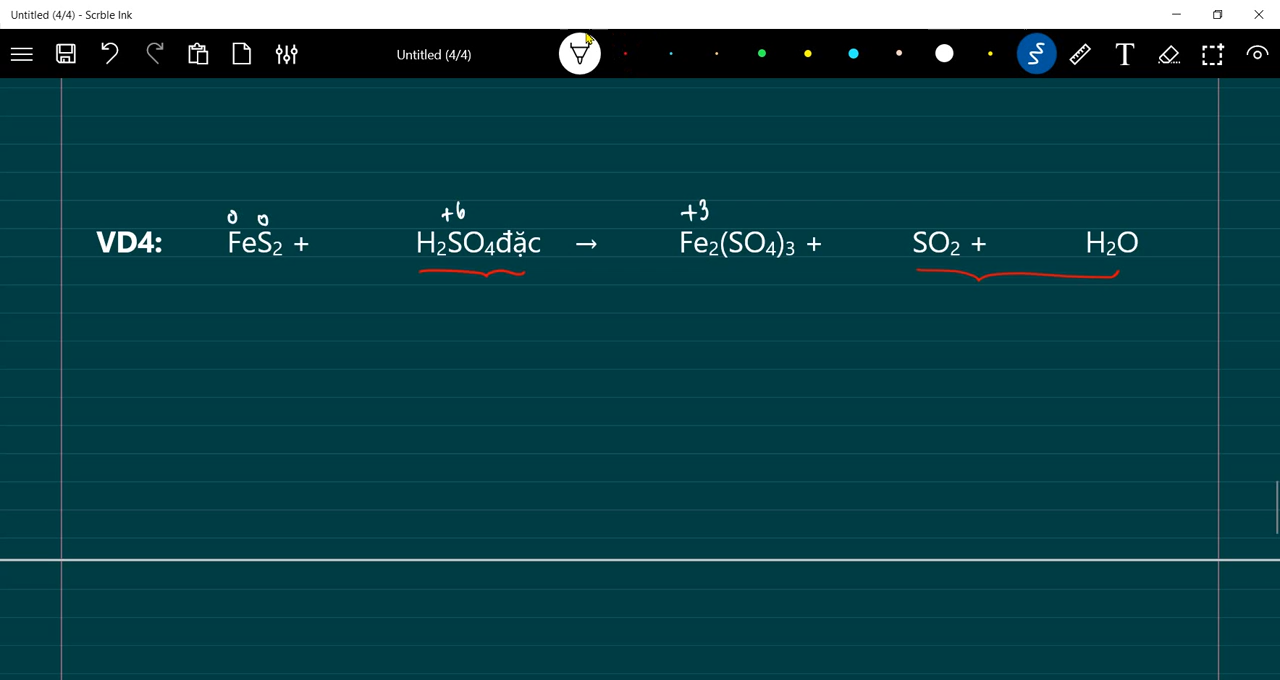 Untitled (4/4) - Scrble Ink
Untitled (4/4)
T
0 0 +6 +3
VD4: FeS₂ + H₂SO₄đặc → Fe₂(SO₄)₃ + SO₂ + H₂O